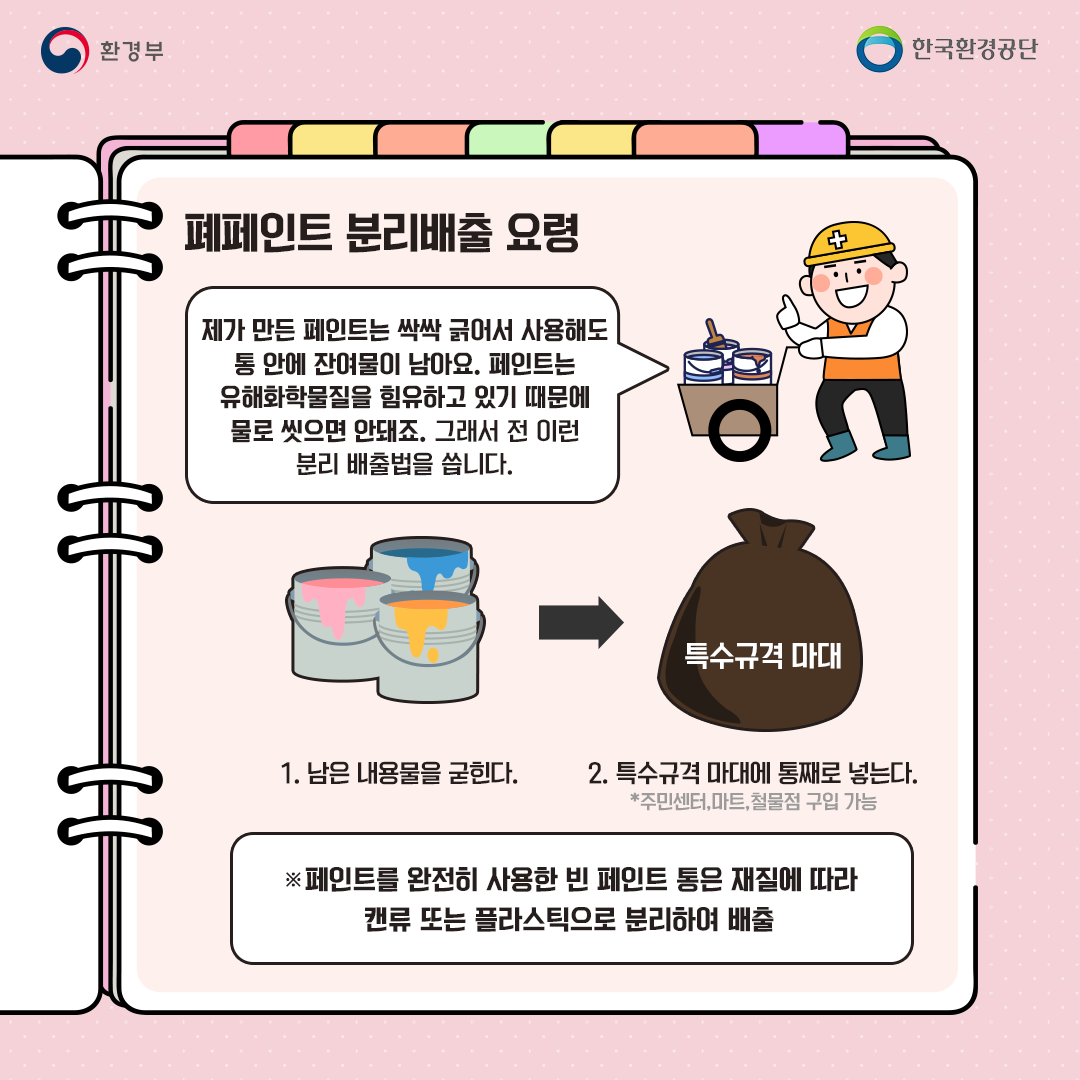 환경부
한국환경공단
폐페인트 분리배출 요령
제가 만든 페인트는 싹싹 긁어서 사용해도
통 안에 잔여물이 남아요. 페인트는
유해화학물질을 힘유하고 있기 때문에
물로 씻으면 안돼죠. 그래서 전 이런
분리 배출법을 씁니다.
특수규격 마대
1. 남은 내용물을 굳힌다.
2. 특수규격 마대에 통째로 넣는다.
*주민센터,마트,철물점 구입 가능
※페인트를 완전히 사용한 빈 페인트 통은 재질에 따라
캔류 또는 플라스틱으로 분리하여 배출